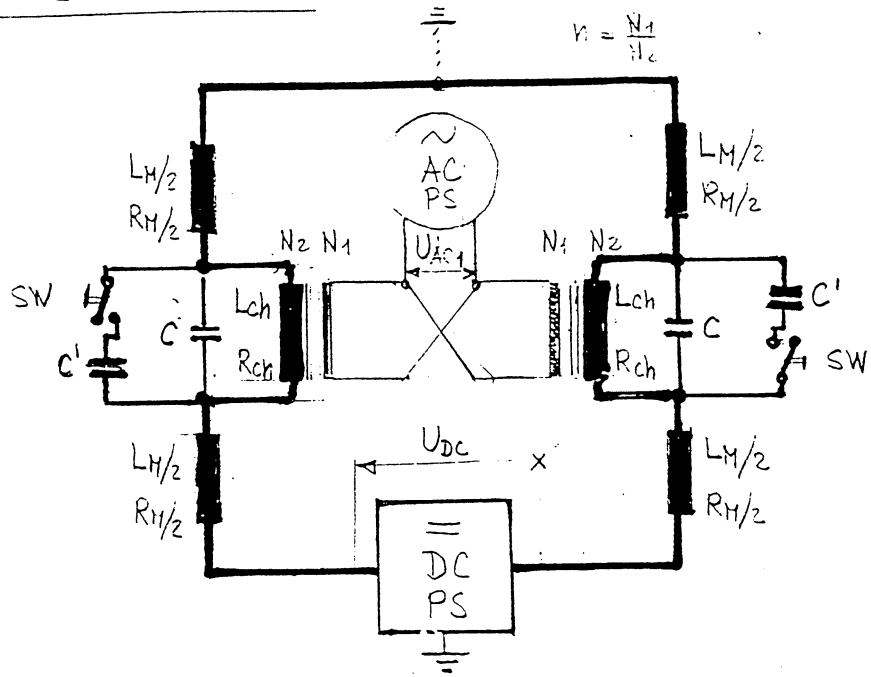 n = N1/N2
~
AC
PS
LM/2
RM/2
LM/2
RM/2
UAC1
N2 N1
N1 N2
SW
C'
C
Lch
Rch
Lch
Rch
C
C'
SW
UDC
x
LM/2
RM/2
LM/2
RM/2
=
DC
PS